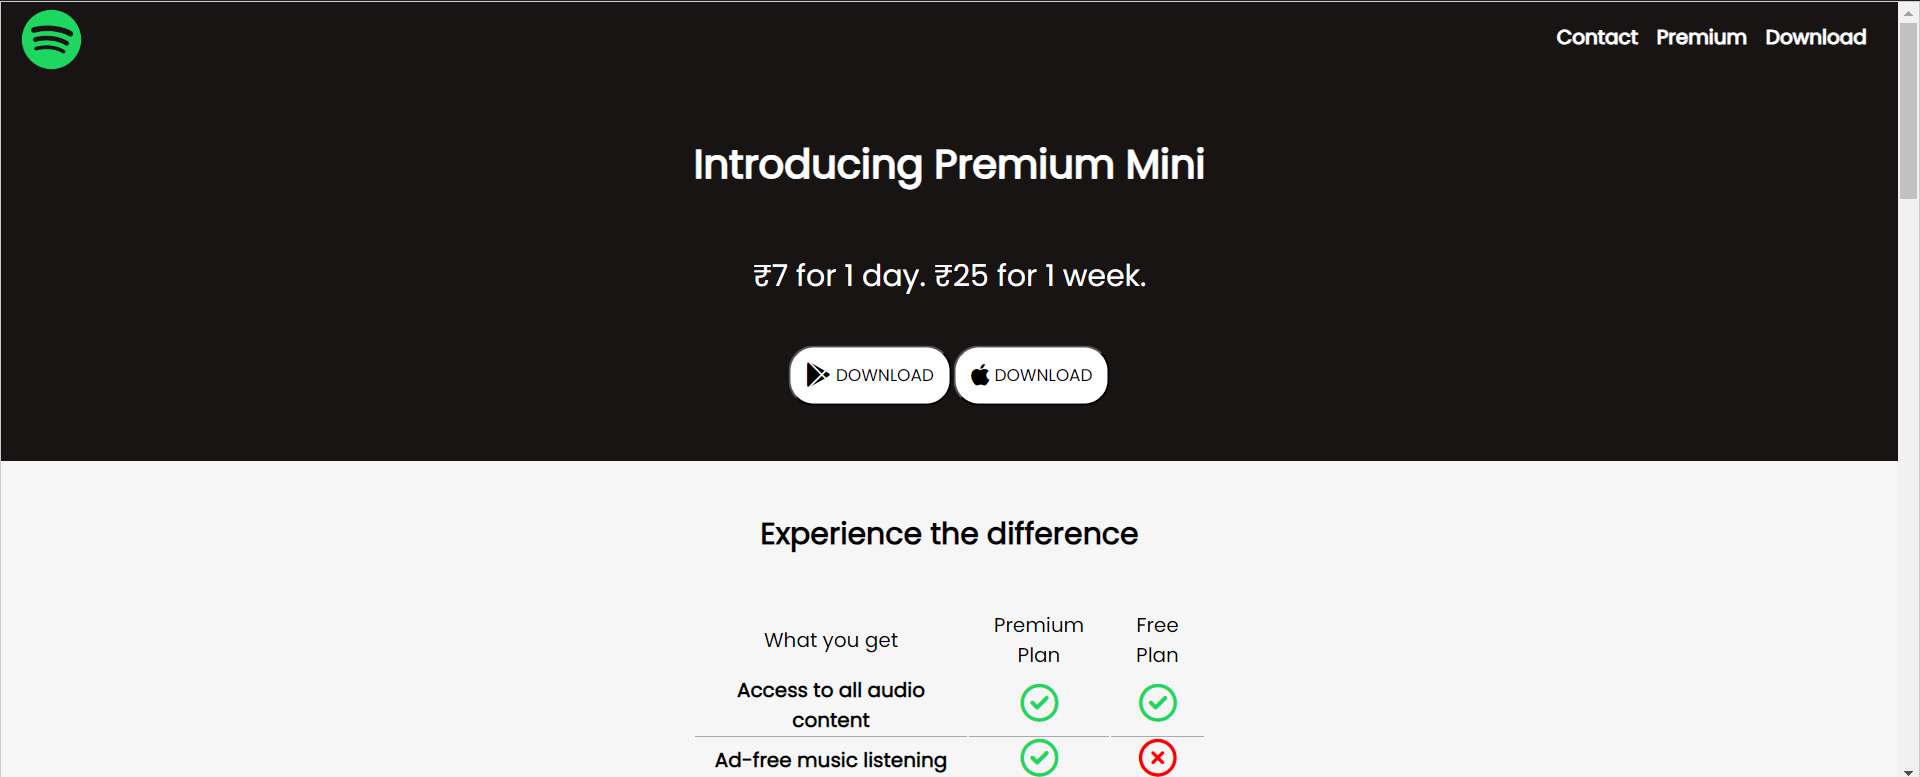 Contact Premium Download
Introducing Premium Mini
₹7 for 1 day. ₹25 for 1 week.
DOWNLOAD DOWNLOAD
Experience the difference
What you get
Premium
Plan
Free
Plan
Access to all audio
content
Ad-free music listening